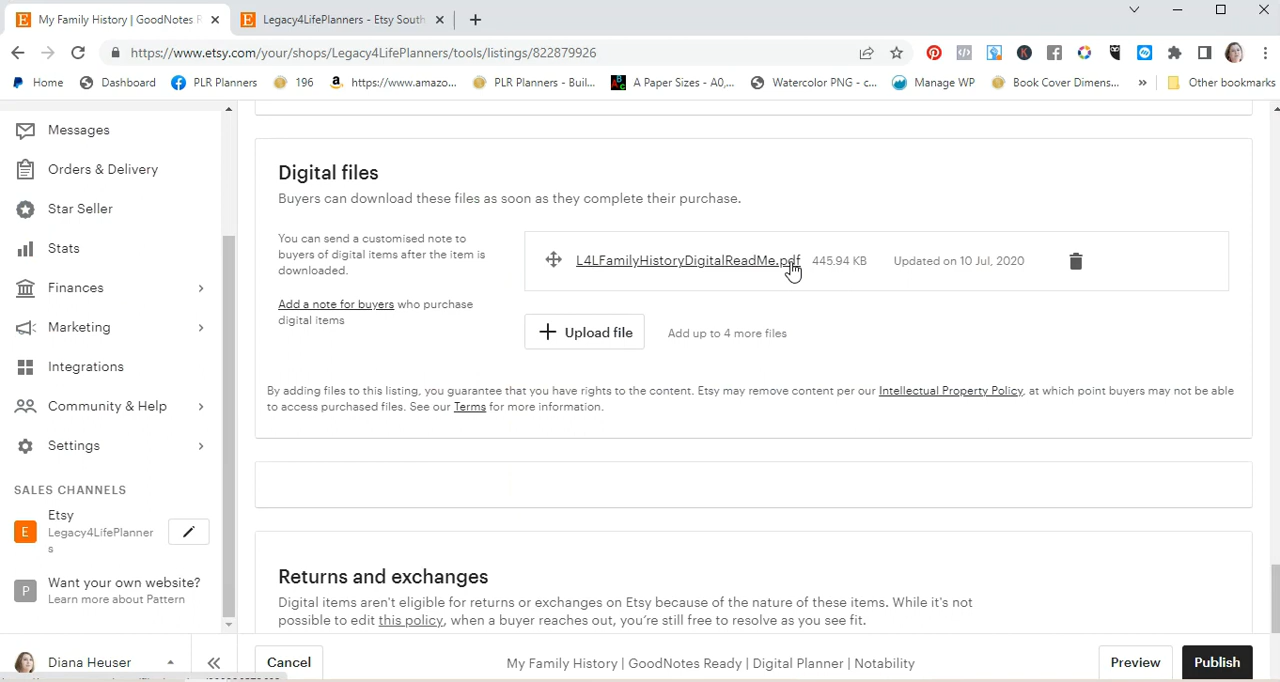 My Family History | GoodNotes R
Legacy4LifePlanners - Etsy South
https://www.etsy.com/your/shops/Legacy4LifePlanners/tools/listings/822879926
Home
Dashboard
PLR Planners
196
https://www.amazo...
PLR Planners - Buil...
A Paper Sizes - A0,...
Watercolor PNG - c...
Manage WP
Book Cover Dimens...
»
Other bookmarks
Messages
Orders & Delivery
Star Seller
Stats
Finances
Marketing
Integrations
Community & Help
Settings
SALES CHANNELS
E
Etsy
Legacy4LifePlanner
s
P
Want your own website?
Learn more about Pattern
Diana Heuser
Digital files
Buyers can download these files as soon as they complete their purchase.
You can send a customised note to
buyers of digital items after the item is
downloaded.
Add a note for buyers who purchase
digital items
L4LFamilyHistoryDigitalReadMe.pdf 445.94 KB Updated on 10 Jul, 2020
Upload file
Add up to 4 more files
By adding files to this listing, you guarantee that you have rights to the content. Etsy may remove content per our Intellectual Property Policy, at which point buyers may not be able
to access purchased files. See our Terms for more information.
Returns and exchanges
Digital items aren't eligible for returns or exchanges on Etsy because of the nature of these items. While it's not
possible to edit this policy, when a buyer reaches out, you're still free to resolve as you see fit.
Cancel
My Family History | GoodNotes Ready | Digital Planner | Notability
Preview
Publish